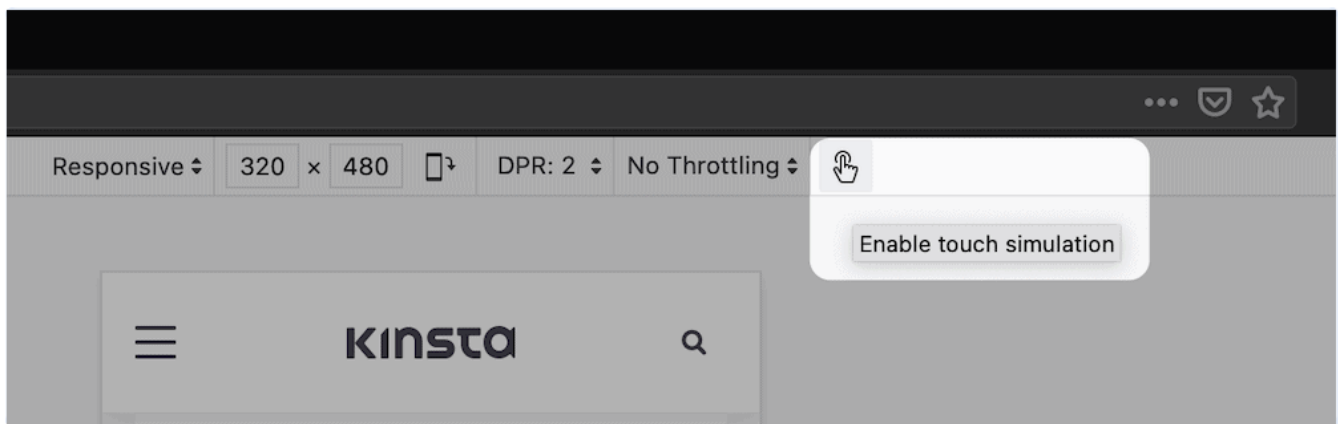 Responsive 320 × 480 DPR: 2 No Throttling
Enable touch simulation
KINSTA